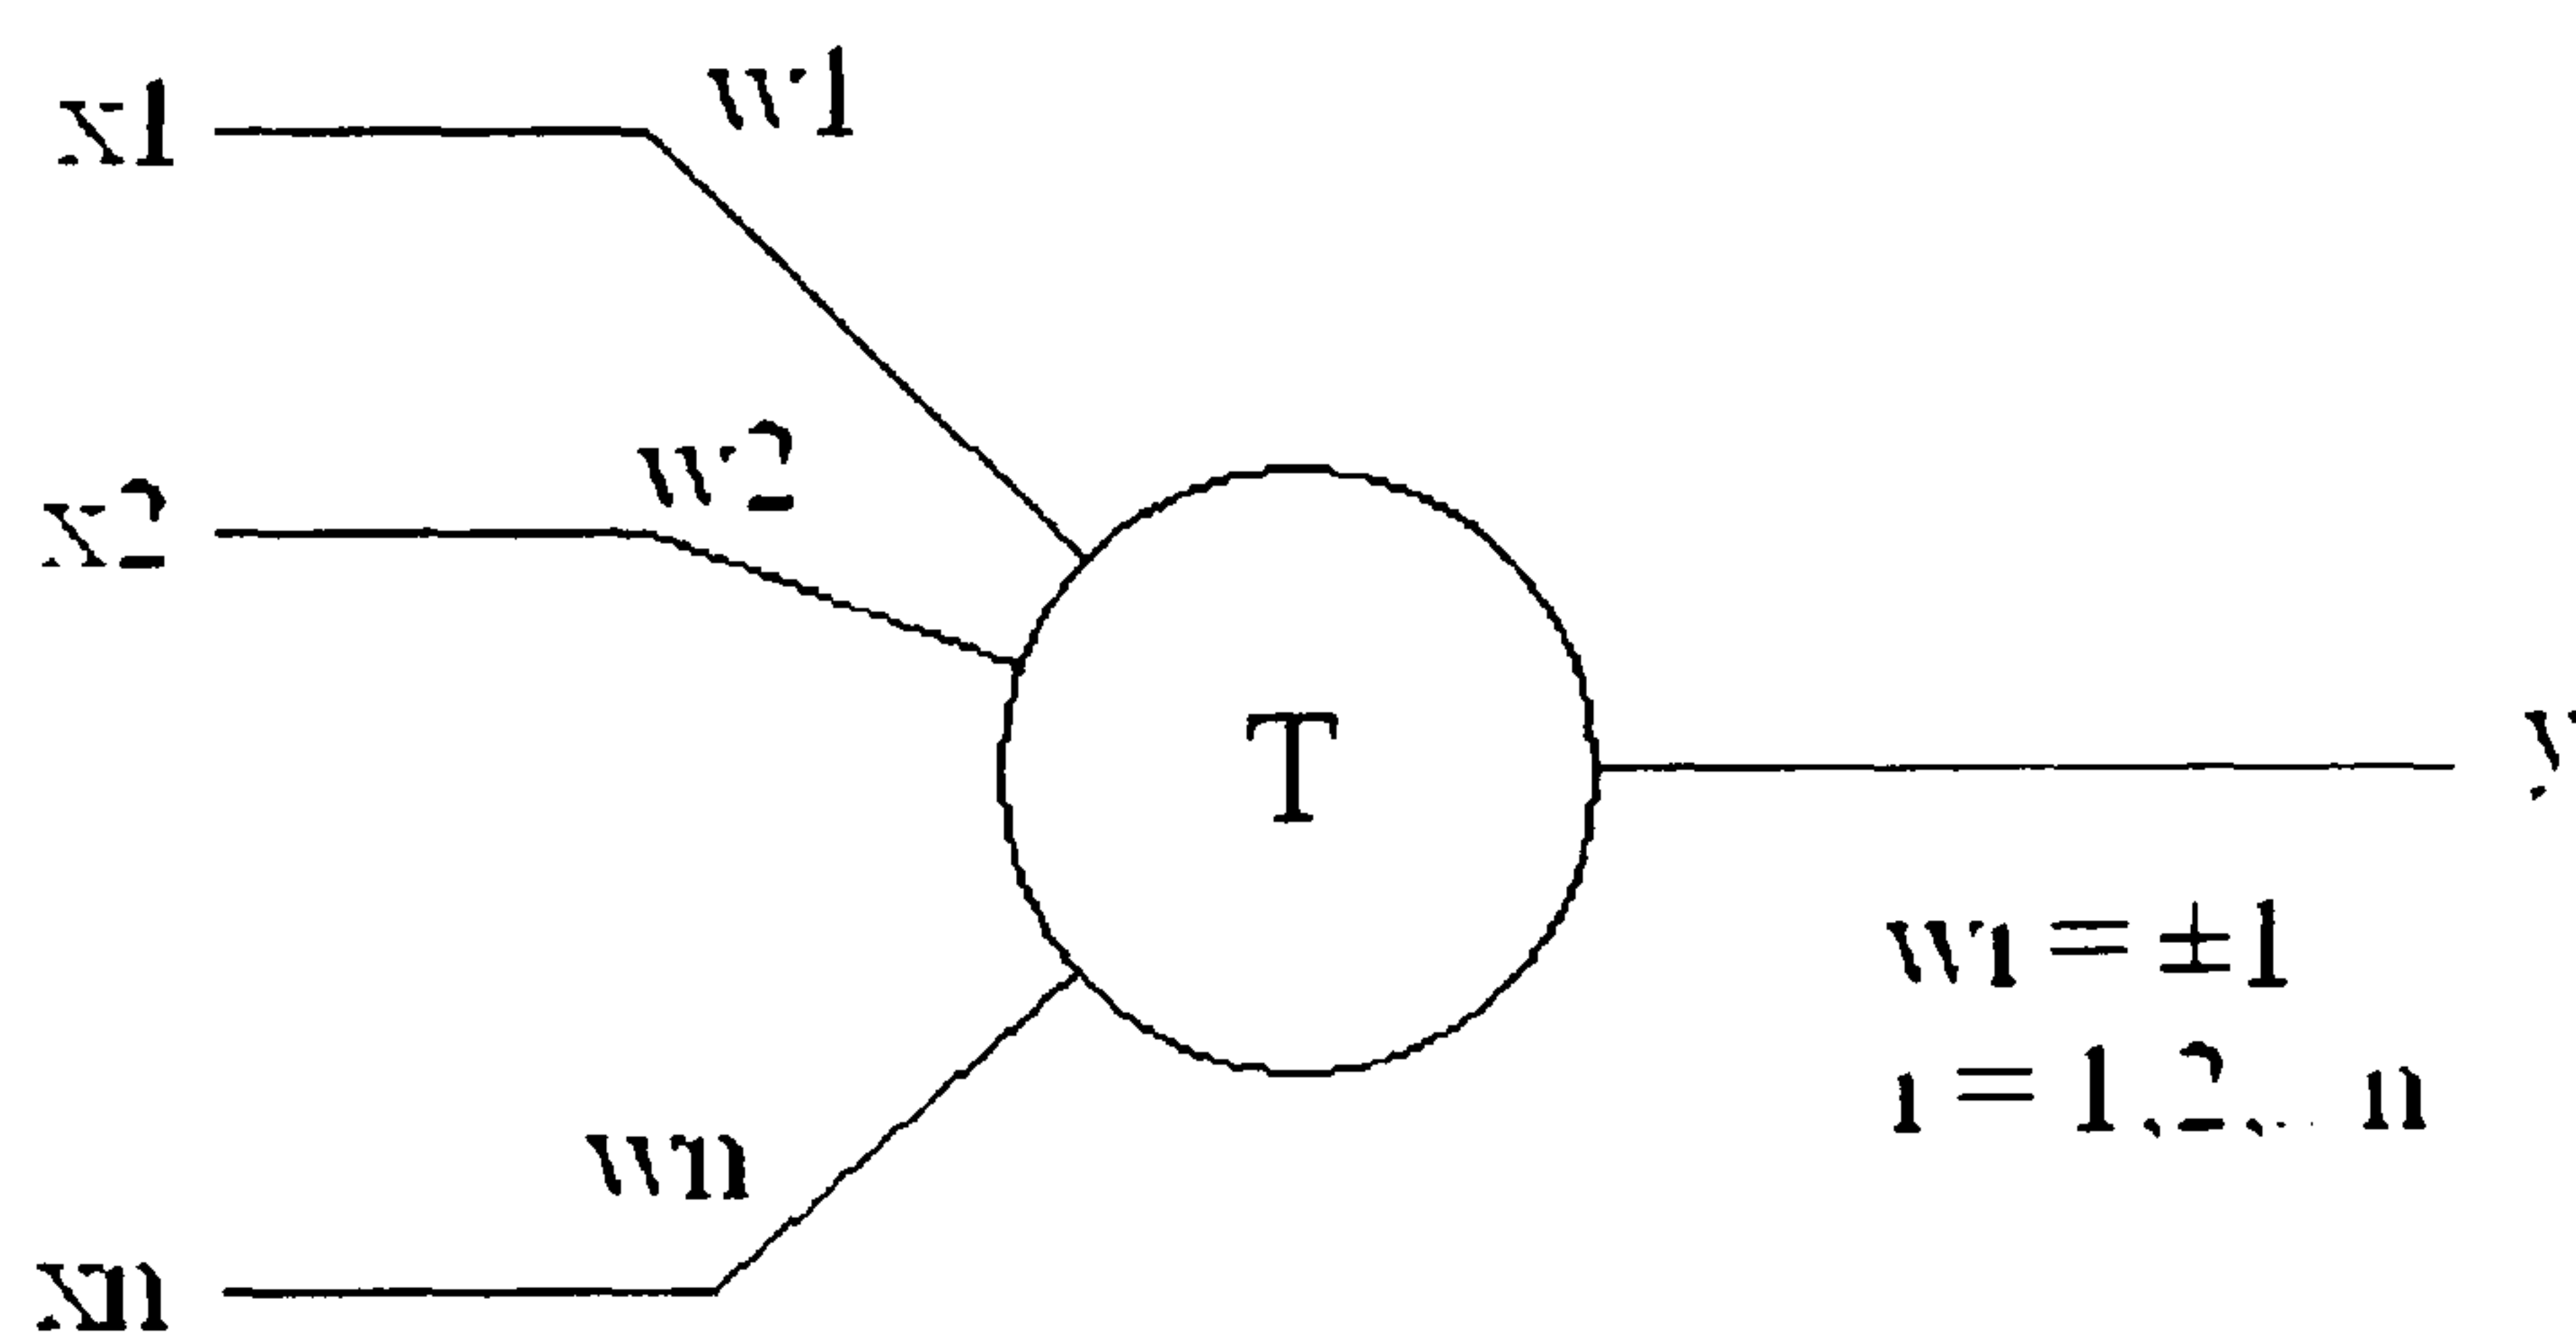 x1
w1
x2
w2
T
y
wi = ±1
i = 1,2,.. n
wn
xn